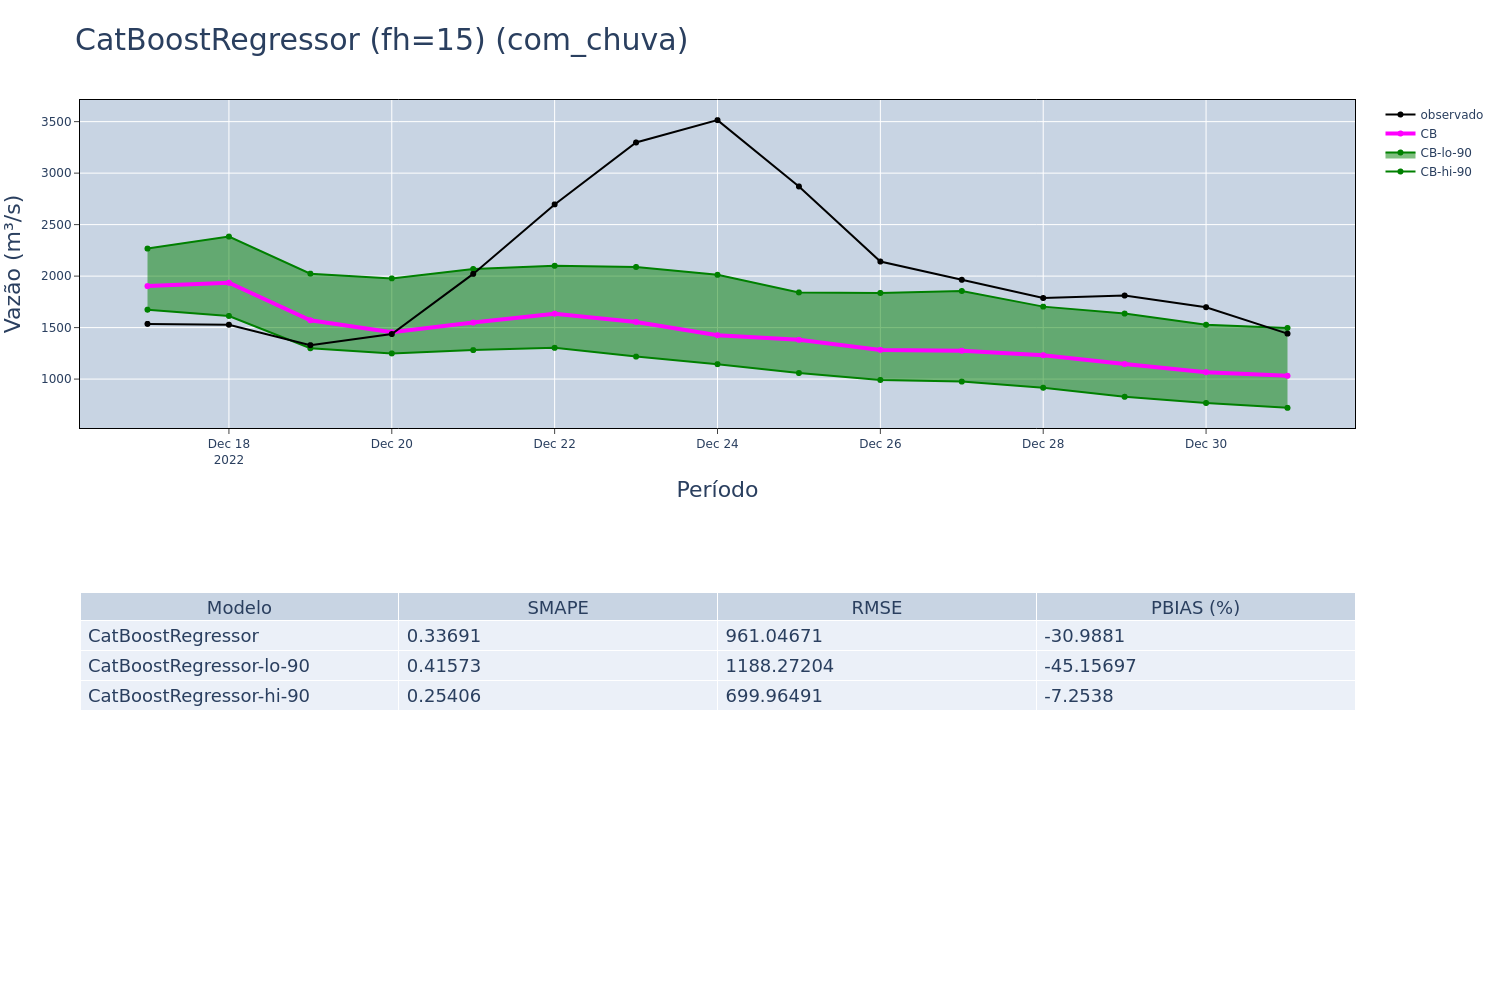 CatBoostRegressor (fh=15) (com_chuva)
Vazão (m³/s)
3500
3000
2500
2000
1500
1000
observado
CB
CB-lo-90
CB-hi-90
Dec 18 Dec 20 Dec 22 Dec 24 Dec 26 Dec 28 Dec 30
2022
Período
Modelo SMAPE RMSE PBIAS (%)
CatBoostRegressor 0.33691 961.04671 -30.9881
CatBoostRegressor-lo-90 0.41573 1188.27204 -45.15697
CatBoostRegressor-hi-90 0.25406 699.96491 -7.2538